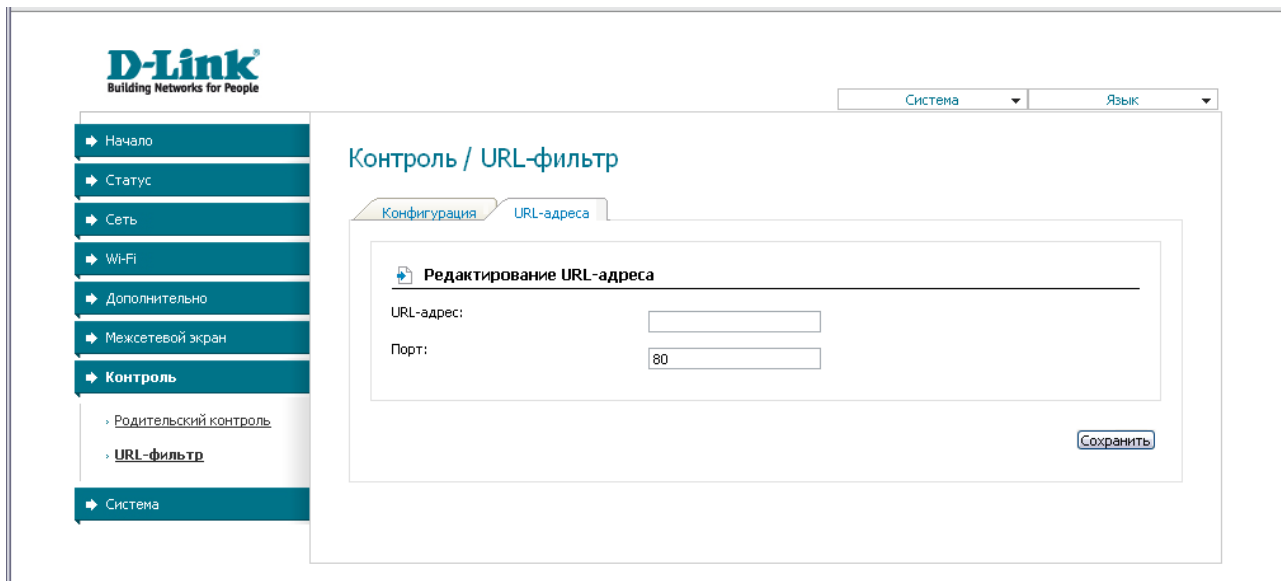 D-Link
Building Networks for People
Система
Язык
Начало
Статус
Сеть
Wi-Fi
Дополнительно
Межсетевой экран
Контроль
Родительский контроль
URL-фильтр
Система
Контроль / URL-фильтр
Конфигурация
URL-адреса
Редактирование URL-адреса
URL-адрес:
Порт:
80
Сохранить